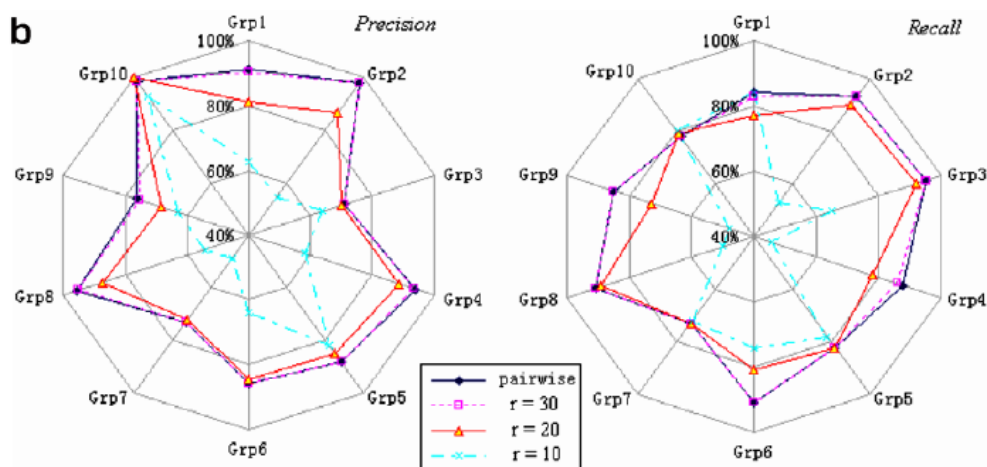 b
Precision
Grp1
100%
80%
60%
40%
Grp2
Grp3
Grp4
Grp5
Grp6
Grp7
Grp8
Grp9
Grp10
Recall
Grp1
100%
80%
60%
40%
Grp2
Grp3
Grp4
Grp5
Grp6
Grp7
Grp8
Grp9
Grp10
pairwise
r = 30
r = 20
r = 10